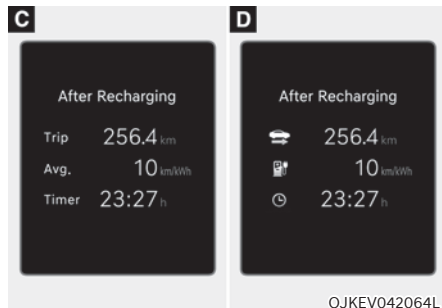 C
After Recharging
Trip 256.4 km
Avg. 10 km/kWh
Timer 23:27 h
D
After Recharging
256.4 km
10 km/kWh
23:27 h
OJKEV042064L